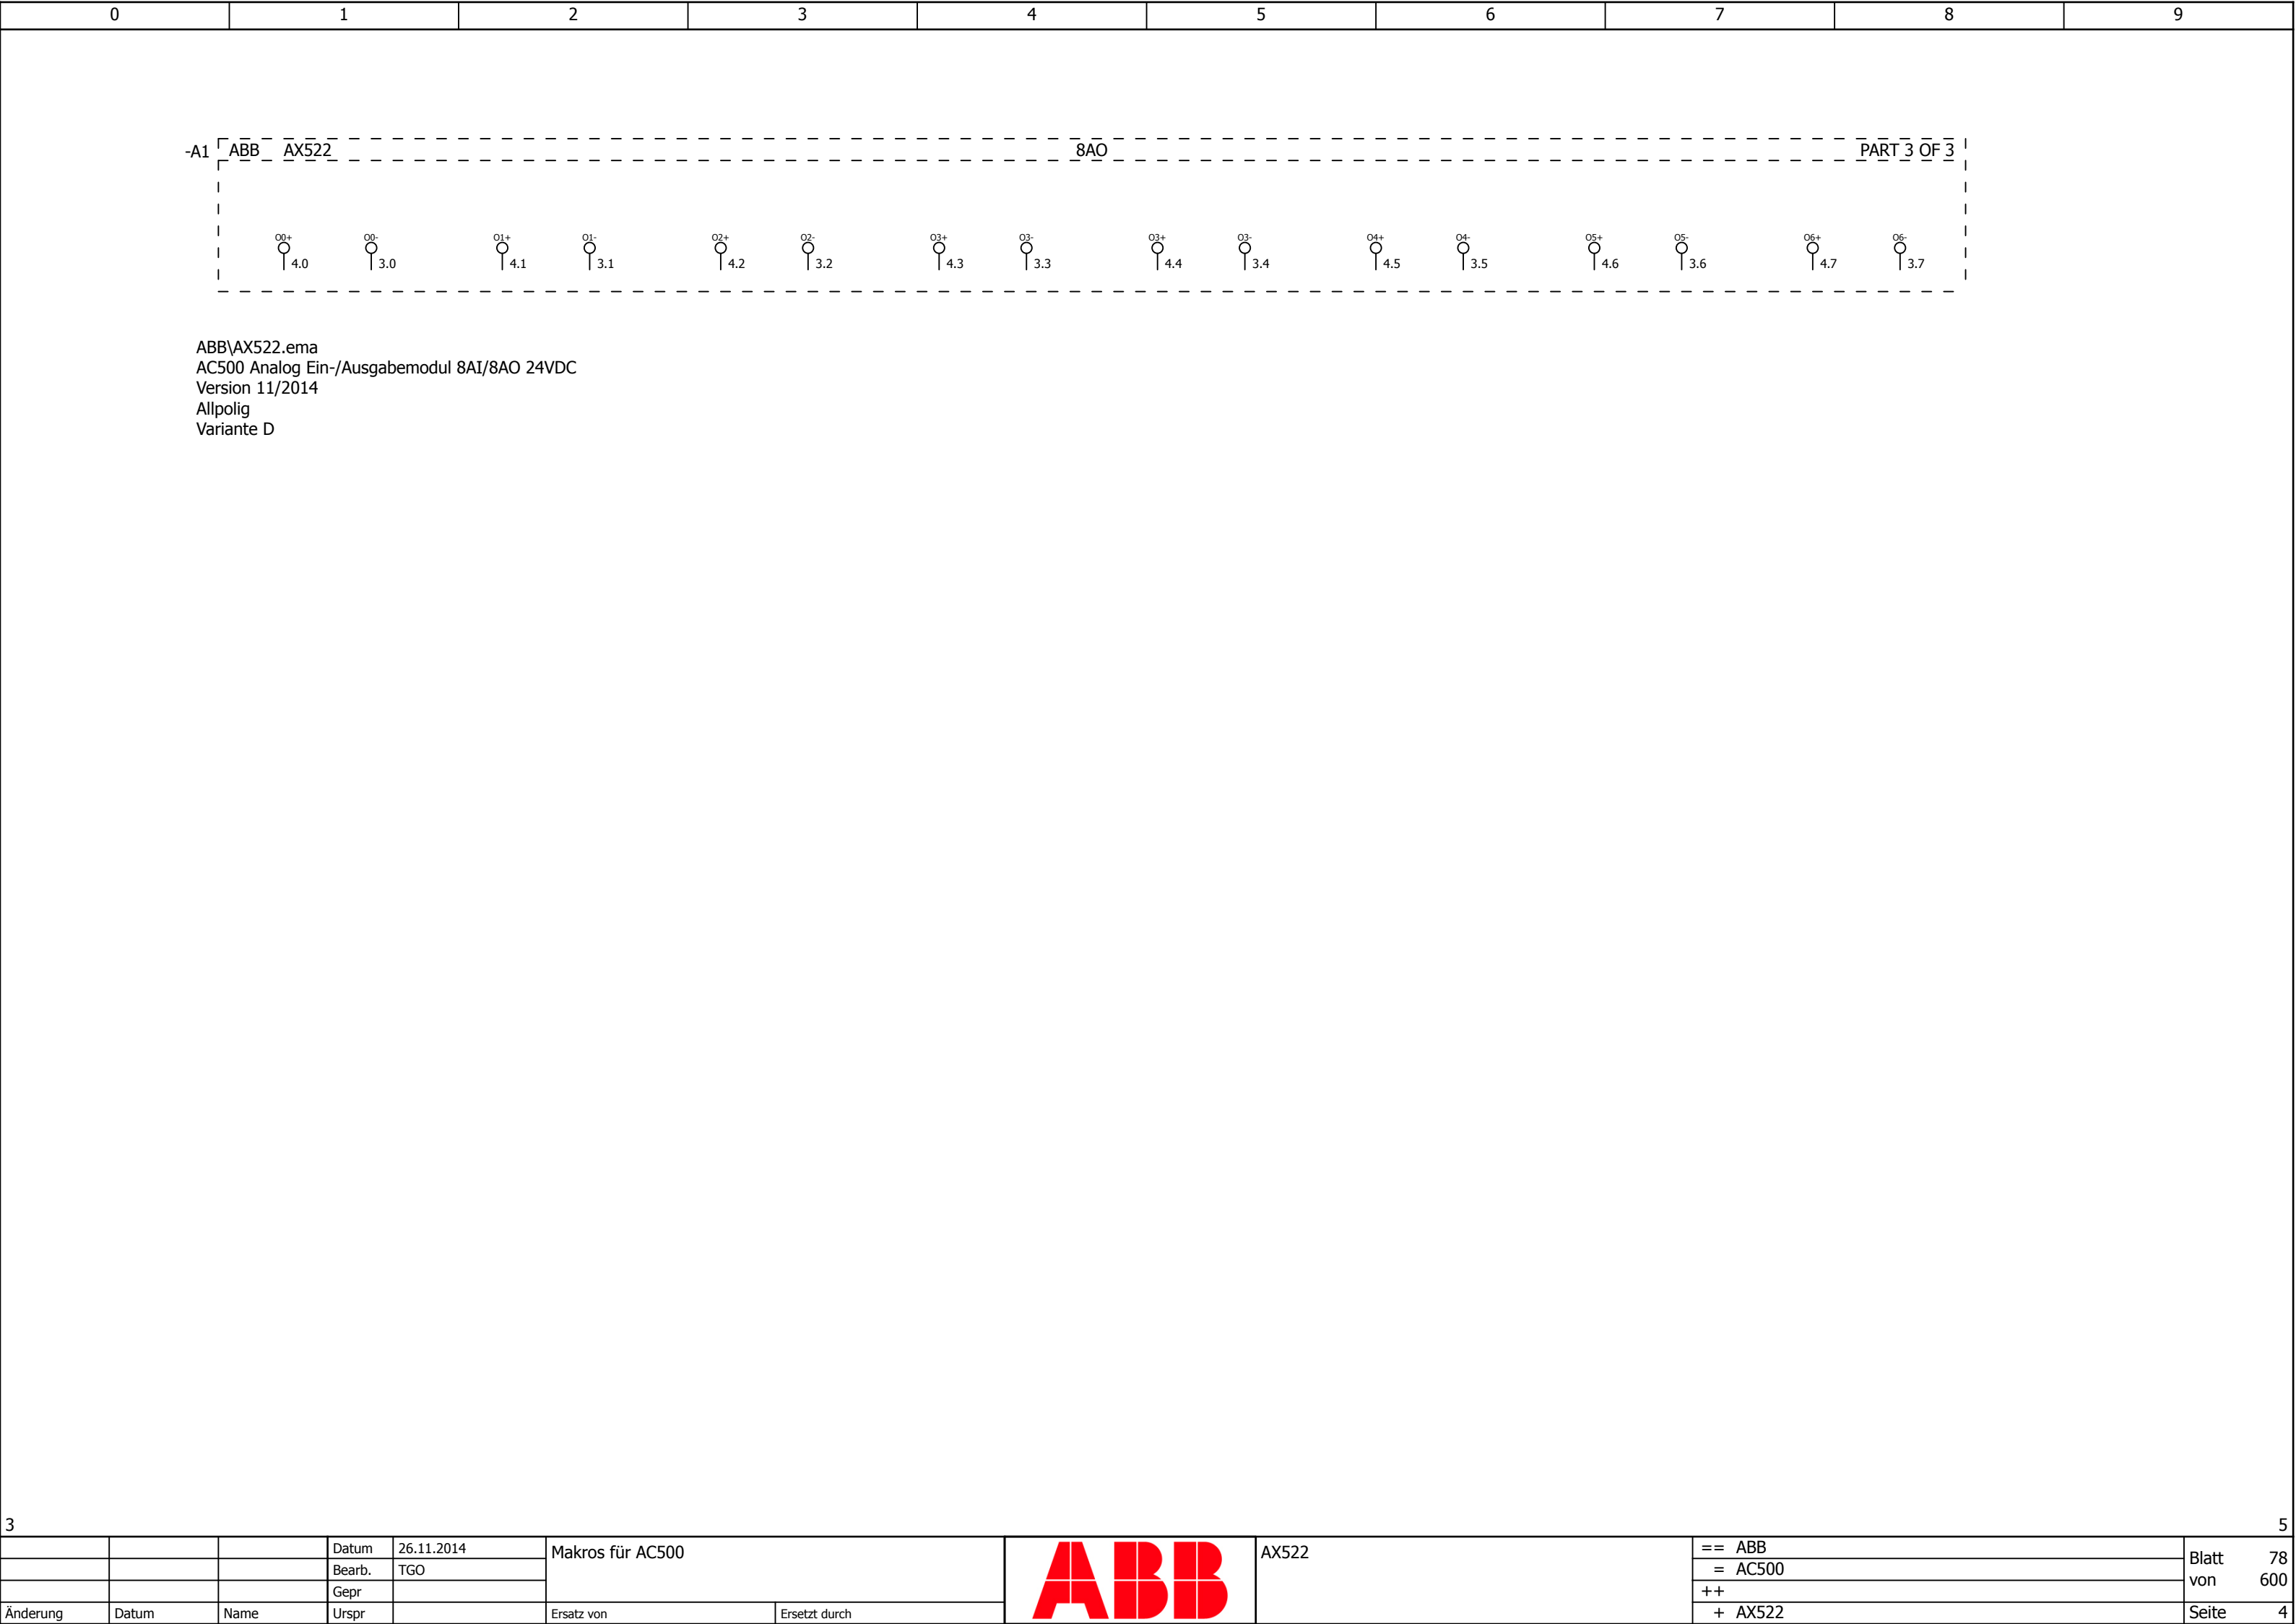 0 1 2 3 4 5 6 7 8 9
-A1 ABB AX522 8AO PART 3 OF 3
O0+ O0- O1+ O1- O2+ O2- O3+ O3- O3+ O3- O4+ O4- O5+ O5- O6+ O6-
4.0 3.0 4.1 3.1 4.2 3.2 4.3 3.3 4.4 3.4 4.5 3.5 4.6 3.6 4.7 3.7
ABB\AX522.ema
AC500 Analog Ein-/Ausgabemodul 8AI/8AO 24VDC
Version 11/2014
Allpolig
Variante D
3 5
Datum 26.11.2014 Makros für AC500 ABB AX522 == ABB Blatt 78
Bearb. TGO = AC500 von 600
Gepr ++
Änderung Datum Name Urspr Ersatz von Ersetzt durch + AX522 Seite 4